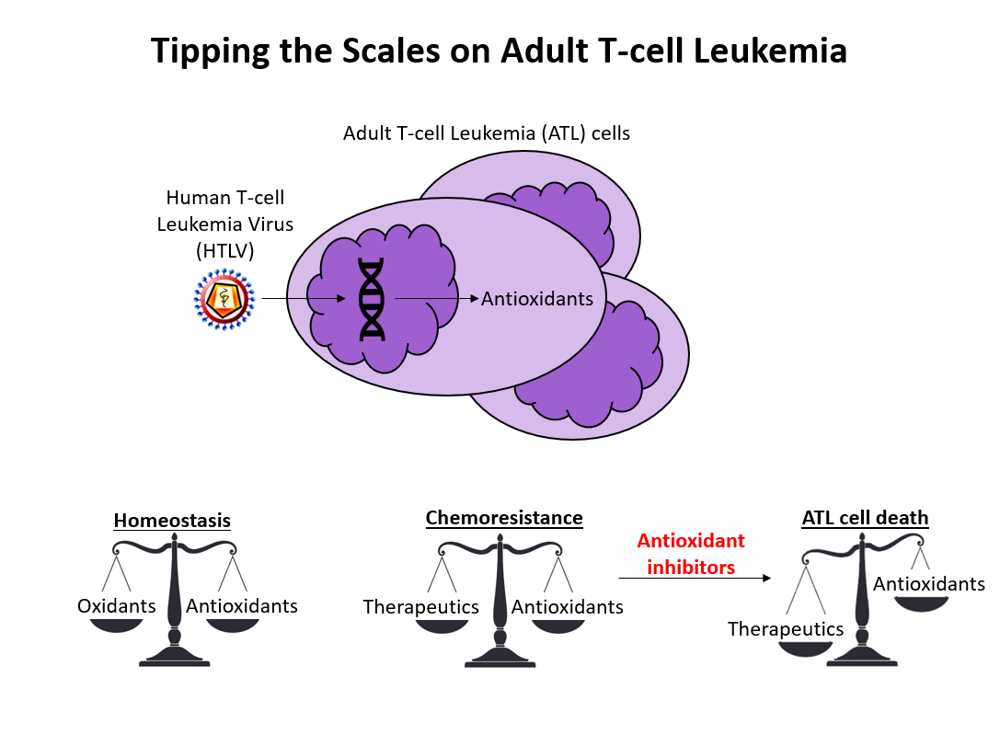 Tipping the Scales on Adult T-cell Leukemia
Adult T-cell Leukemia (ATL) cells
Human T-cell
Leukemia Virus
(HTLV)
Antioxidants
Homeostasis
Oxidants
Antioxidants
Chemoresistance
Therapeutics
Antioxidants
Antioxidant
inhibitors
ATL cell death
Therapeutics
Antioxidants